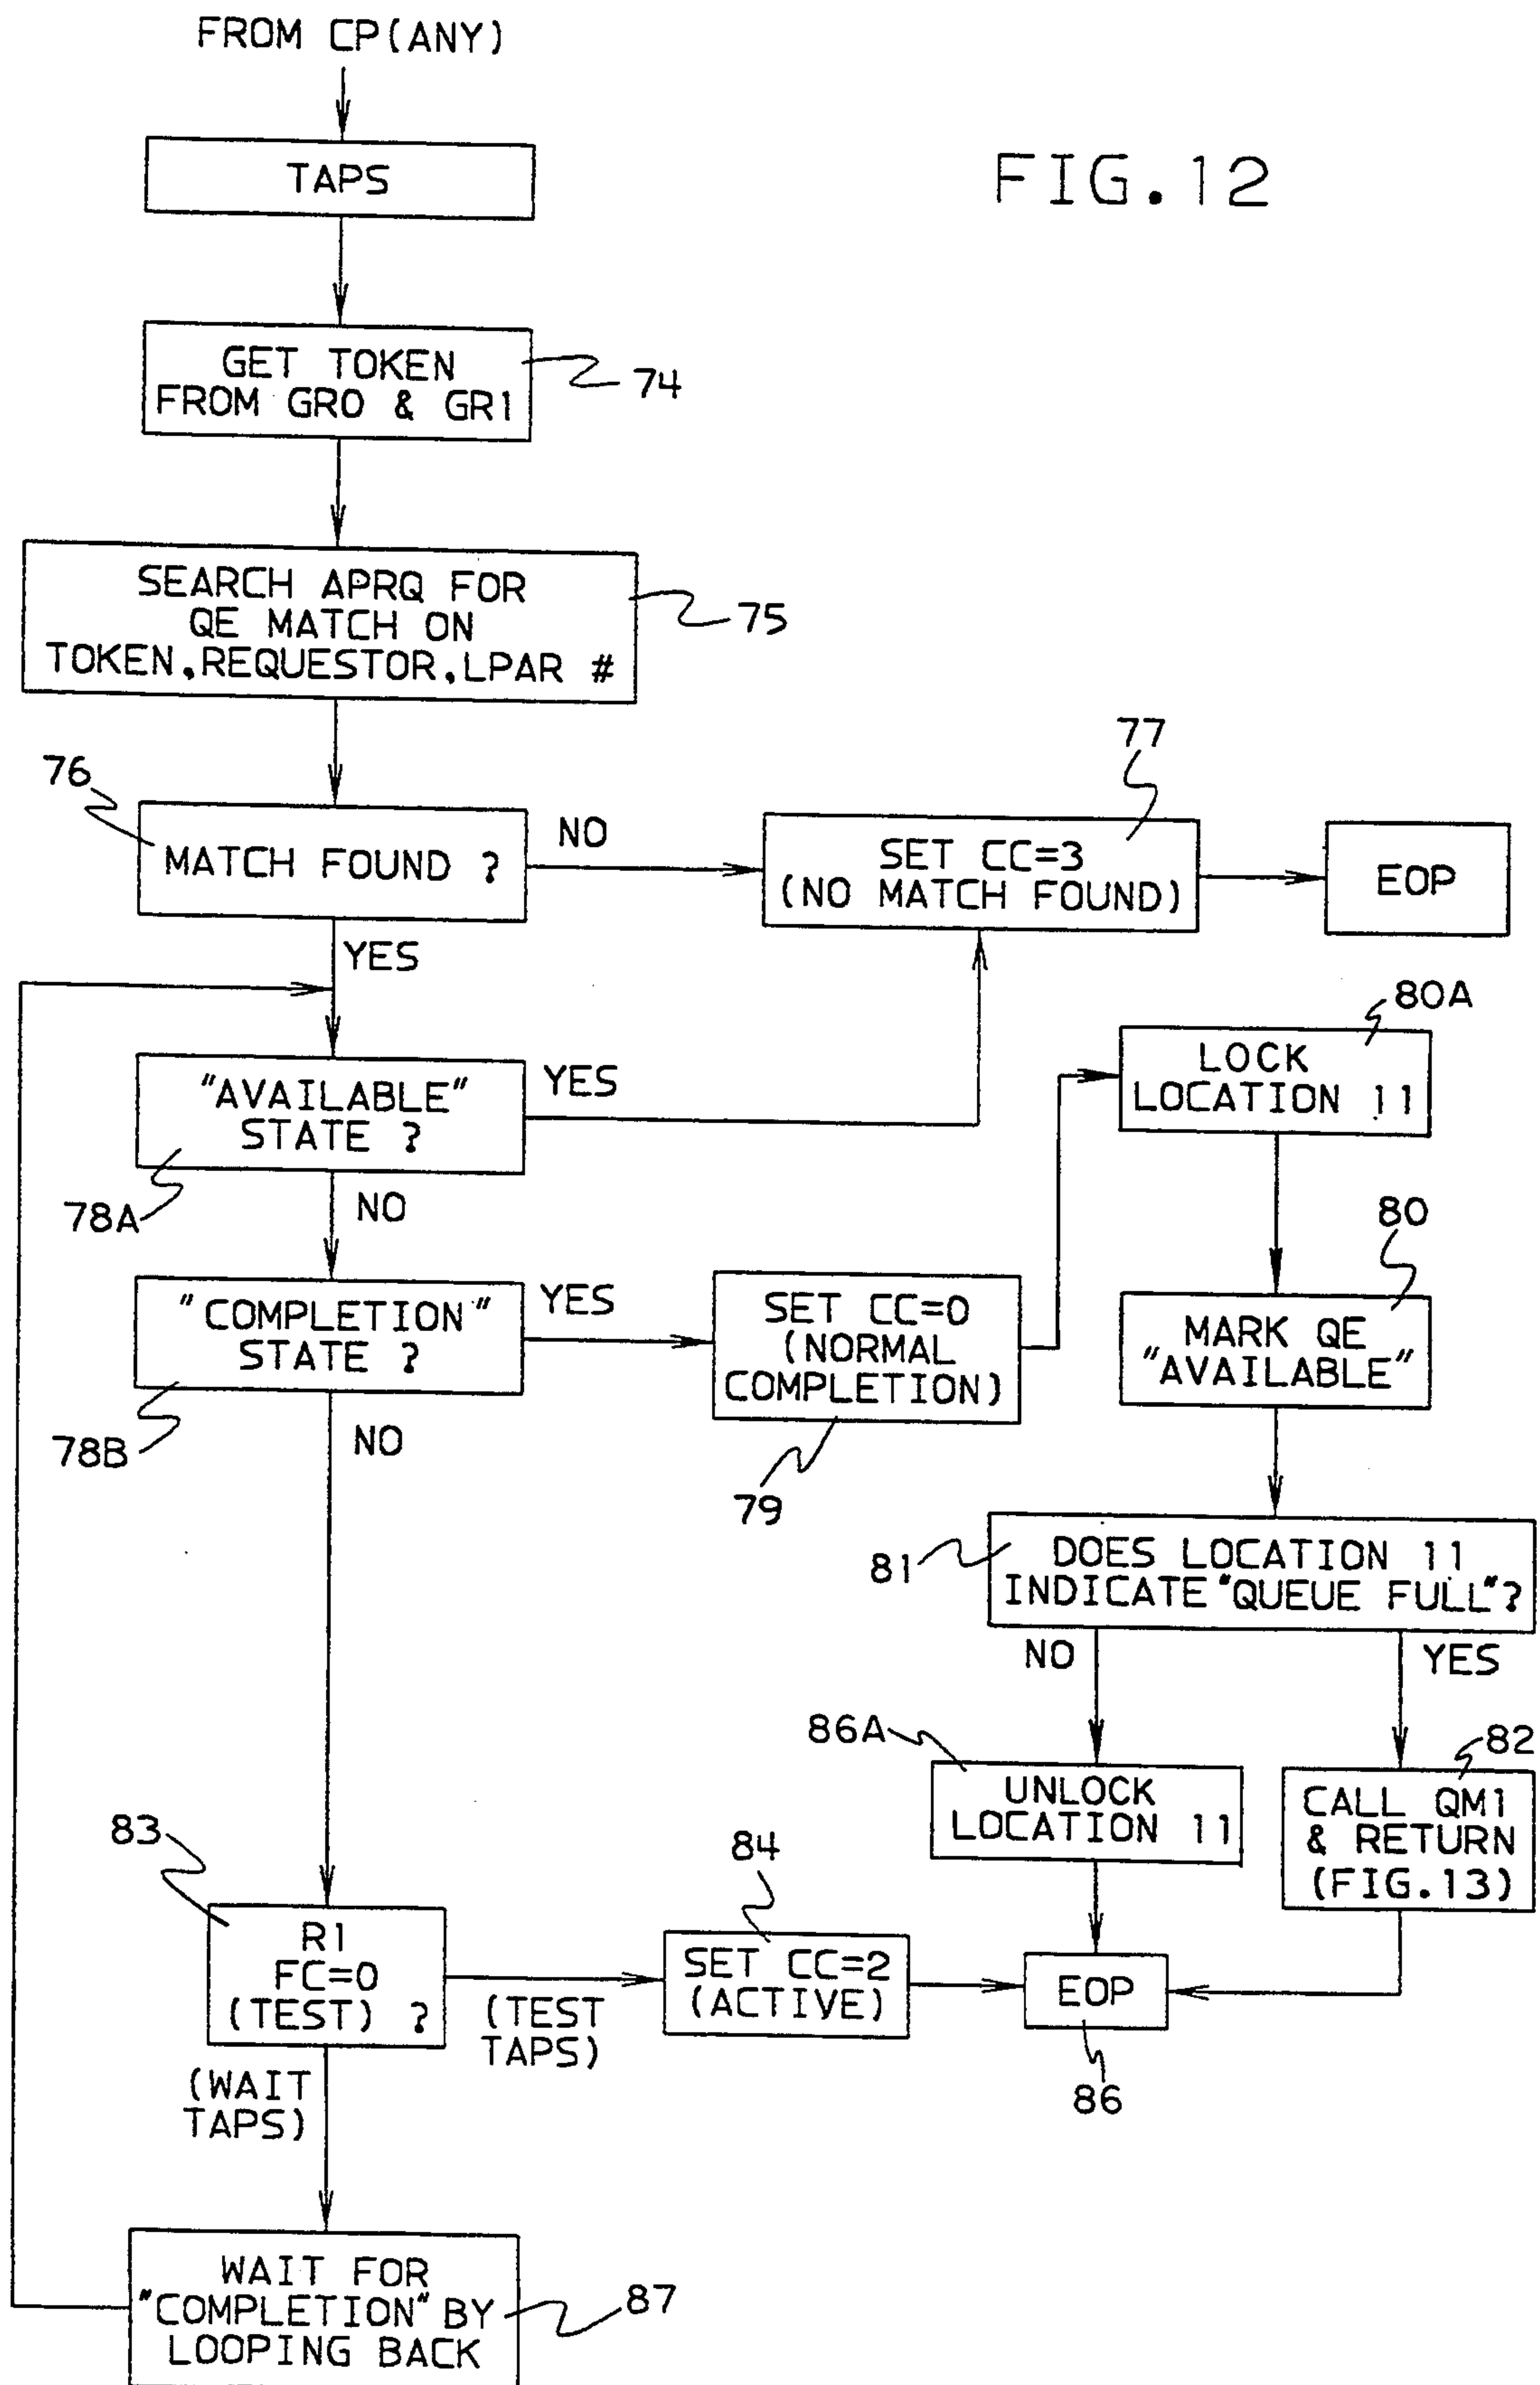 FROM CP(ANY)
TAPS
FIG.12
GET TOKEN
FROM GR0 & GR1
74
SEARCH APRQ FOR
QE MATCH ON
TOKEN,REQUESTOR,LPAR #
75
76
MATCH FOUND ?
NO
77
SET CC=3
(NO MATCH FOUND)
EOP
YES
"AVAILABLE"
STATE ?
YES
78A
NO
80A
LOCK
LOCATION 11
"COMPLETION"
STATE ?
YES
78B
NO
SET CC=0
(NORMAL
COMPLETION)
79
80
MARK QE
"AVAILABLE"
81
DOES LOCATION 11
INDICATE "QUEUE FULL"?
NO
YES
86A
UNLOCK
LOCATION 11
82
CALL QM1
& RETURN
(FIG.13)
83
R1
FC=0
(TEST) ?
(TEST
TAPS)
84
SET CC=2
(ACTIVE)
EOP
86
(WAIT
TAPS)
WAIT FOR
"COMPLETION" BY
LOOPING BACK
87